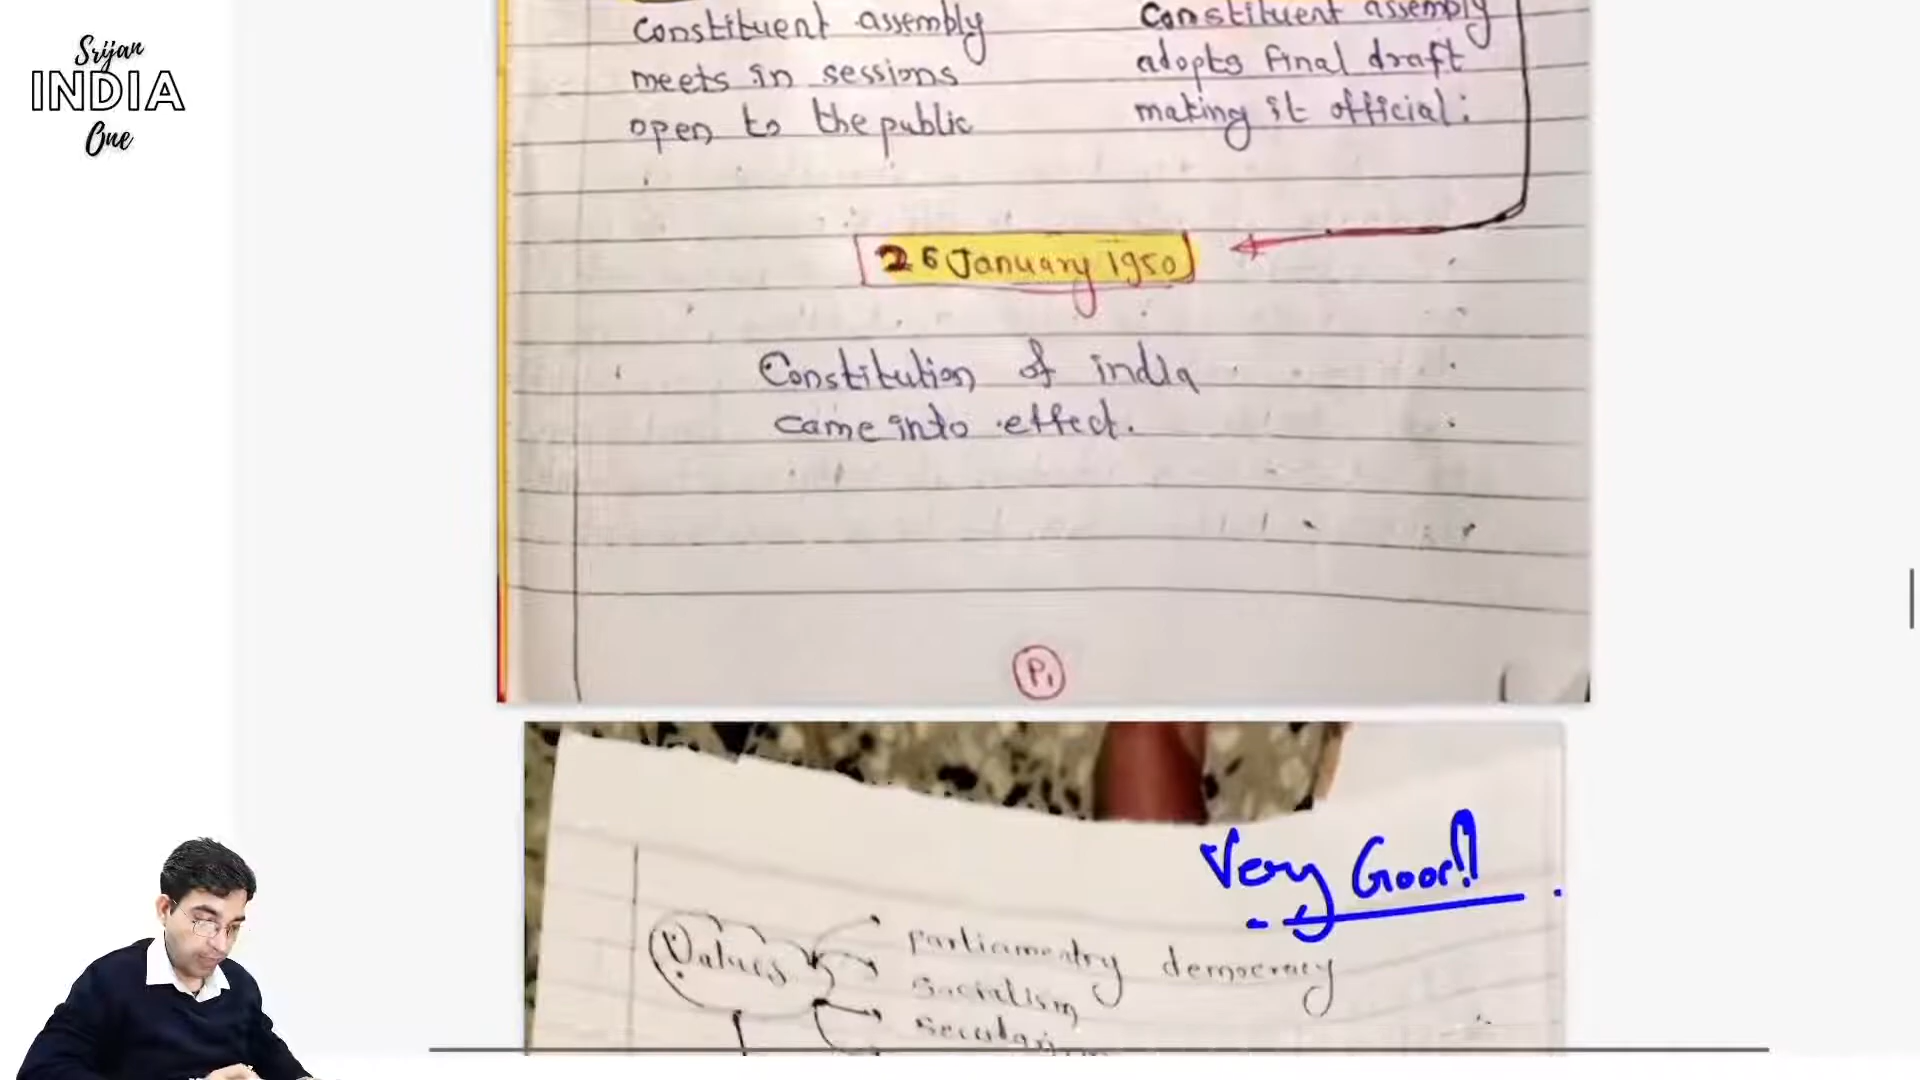 Srijan
INDIA
One
Constituent assembly
meets in sessions
open to the public
Constituent assembly
adopts final draft
making it official:
26 January 1950
Constitution of india
came into effect.
P1
Very Good!!
Values
parliamentry democracy
socialism